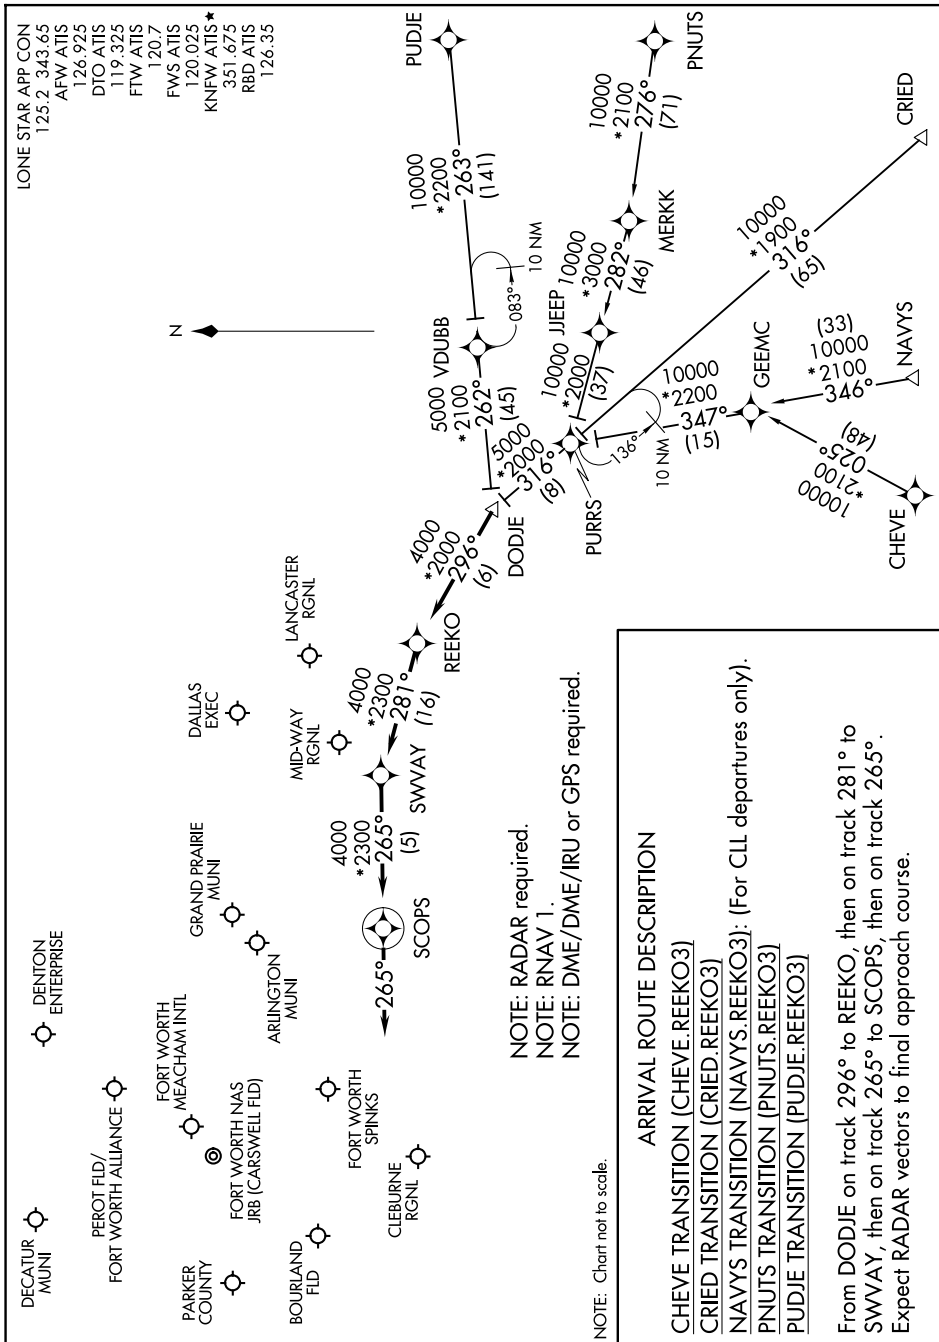 LONE STAR APP CON
125.2 343.65
AFW ATIS
126.925
DTO ATIS
119.325
FTW ATIS
120.7
FWS ATIS
120.025
KNFW ATIS★
351.675
RBD ATIS
126.35
N
DECATUR
MUNI
DENTON
ENTERPRISE
PEROT FLD/
FORT WORTH ALLIANCE
FORT WORTH
MEACHAM INTL
FORT WORTH NAS
JRB (CARSWELL FLD)
PARKER
COUNTY
BOURLAND
FLD
FORT WORTH
SPINKS
CLEBURNE
RGNL
GRAND PRAIRIE
MUNI
ARLINGTON
MUNI
DALLAS
EXEC
MID-WAY
RGNL
LANCASTER
RGNL
PUDJE
10000
*2200
263°
(141)
10 NM
083°
VDUBB
5000
*2100
262°
(45)
PNUTS
10000
*2100
276°
(71)
MERKK
10000
*3000
282°
(46)
JJEEP
10000
*2000
(37)
CRIED
10000
*1900
316°
(65)
NAVYS
(33)
10000
*2100
346°
GEEMC
10000
*2200
347°
(15)
CHEVE
10000
*2100
025°
(48)
136°
10 NM
PURRS
5000
*2000
316°
(8)
DODJE
4000
*2000
296°
(6)
REEKO
4000
*2300
281°
(16)
SWVAY
4000
*2300
265°
(5)
SCOPS
265°
NOTE: RADAR required.
NOTE: RNAV 1.
NOTE: DME/DME/IRU or GPS required.
NOTE: Chart not to scale.
ARRIVAL ROUTE DESCRIPTION
CHEVE TRANSITION (CHEVE.REEKO3)
CRIED TRANSITION (CRIED.REEKO3)
NAVYS TRANSITION (NAVYS.REEKO3): (For CLL departures only).
PNUTS TRANSITION (PNUTS.REEKO3)
PUDJE TRANSITION (PUDJE.REEKO3)
From DODJE on track 296° to REEKO, then on track 281° to
SWVAY, then on track 265° to SCOPS, then on track 265°.
Expect RADAR vectors to final approach course.